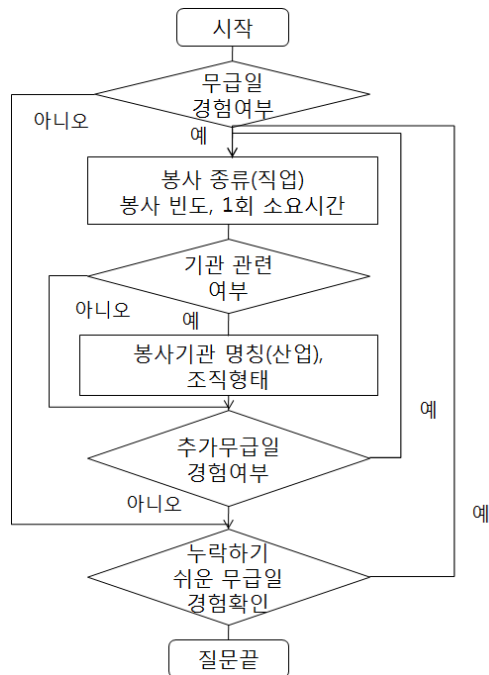 시작
무급일
경험여부
아니오
예
봉사 종류(직업)
봉사 빈도, 1회 소요시간
기관 관련
여부
아니오
예
봉사기관 명칭(산업),
조직형태
예
추가무급일
경험여부
아니오
예
누락하기
쉬운 무급일
경험확인
질문끝